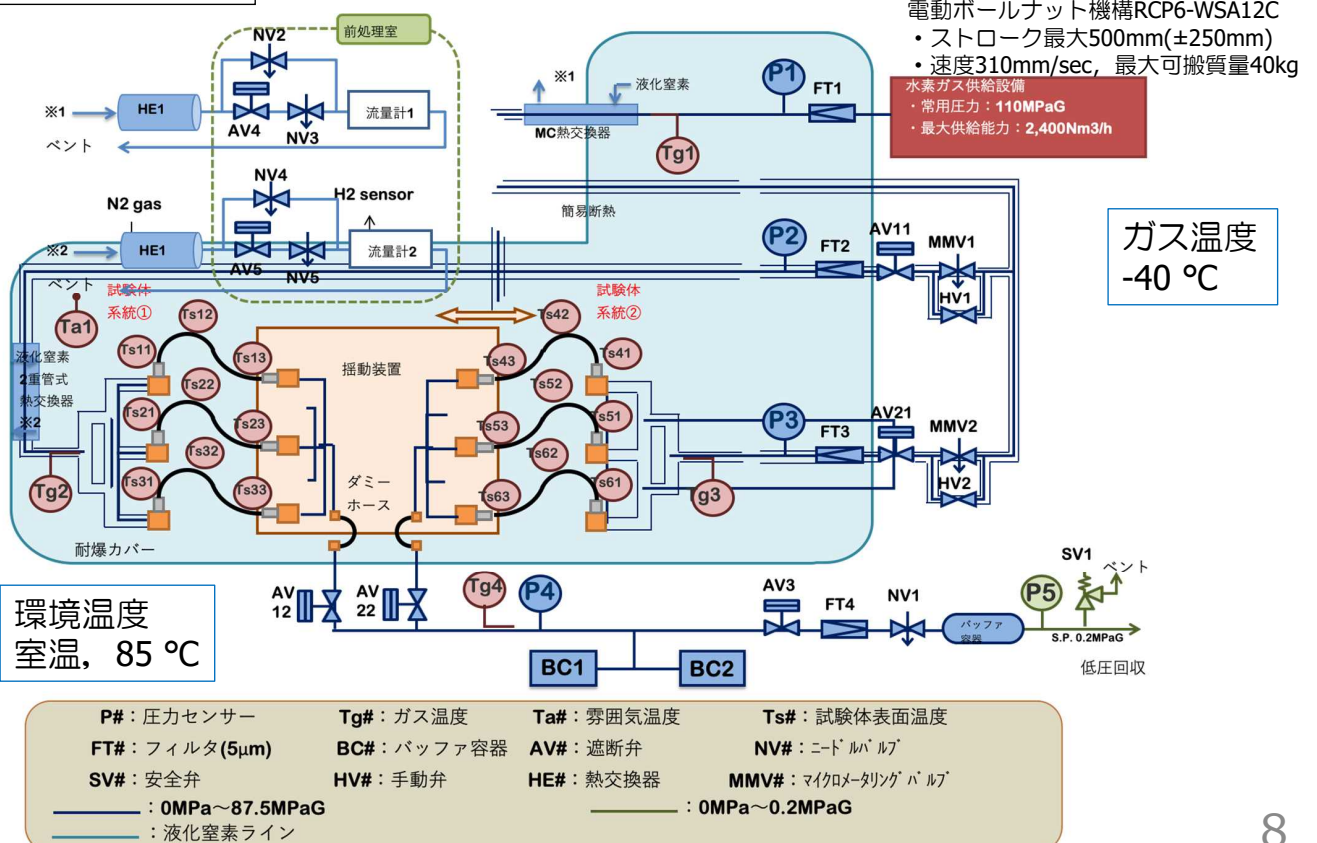 電動ボールナット機構RCP6-WSA12C
・ストローク最大500mm(±250mm)
・速度310mm/sec，最大可搬質量40kg
水素ガス供給設備
・常用圧力：110MPaG
・最大供給能力：2,400Nm3/h
NV2
前処理室
※1
HE1
AV4
NV3
流量計1
ベント
※1
液化窒素
MC熱交換器
P1
FT1
Tg1
NV4
H2 sensor
N2 gas
※2
HE1
AV5
NV5
流量計2
ベント
簡易断熱
P2
FT2
AV11
MMV1
HV1
ガス温度
-40 ℃
Ta1
試験体
系統①
試験体
系統②
Ts12
Ts42
Ts11
Ts13
Ts43
Ts41
揺動装置
液化窒素
2重管式
熱交換器
※2
Ts22
Ts52
Ts21
Ts23
Ts53
Ts51
Ts32
Ts62
Ts31
Ts33
Ts63
Ts61
ダミー
ホース
P3
FT3
AV21
MMV2
HV2
Tg2
g3
耐爆カバー
環境温度
室温，85 ℃
AV
12
AV
22
Tg4
P4
AV3
FT4
NV1
バッファ
容器
P5
SV1
ベント
S.P. 0.2MPaG
低圧回収
BC1
BC2
P#：圧力センサー
Tg#：ガス温度
Ta#：雰囲気温度
Ts#：試験体表面温度
FT#：フィルタ(5μm)
BC#：バッファ容器
AV#：遮断弁
NV#：ﾆｰﾄﾞﾙﾊﾞﾙﾌﾞ
SV#：安全弁
HV#：手動弁
HE#：熱交換器
MMV#：ﾏｲｸﾛﾒｰﾀﾘﾝｸﾞﾊﾞﾙﾌﾞ
：0MPa～87.5MPaG
：0MPa～0.2MPaG
：液化窒素ライン
8